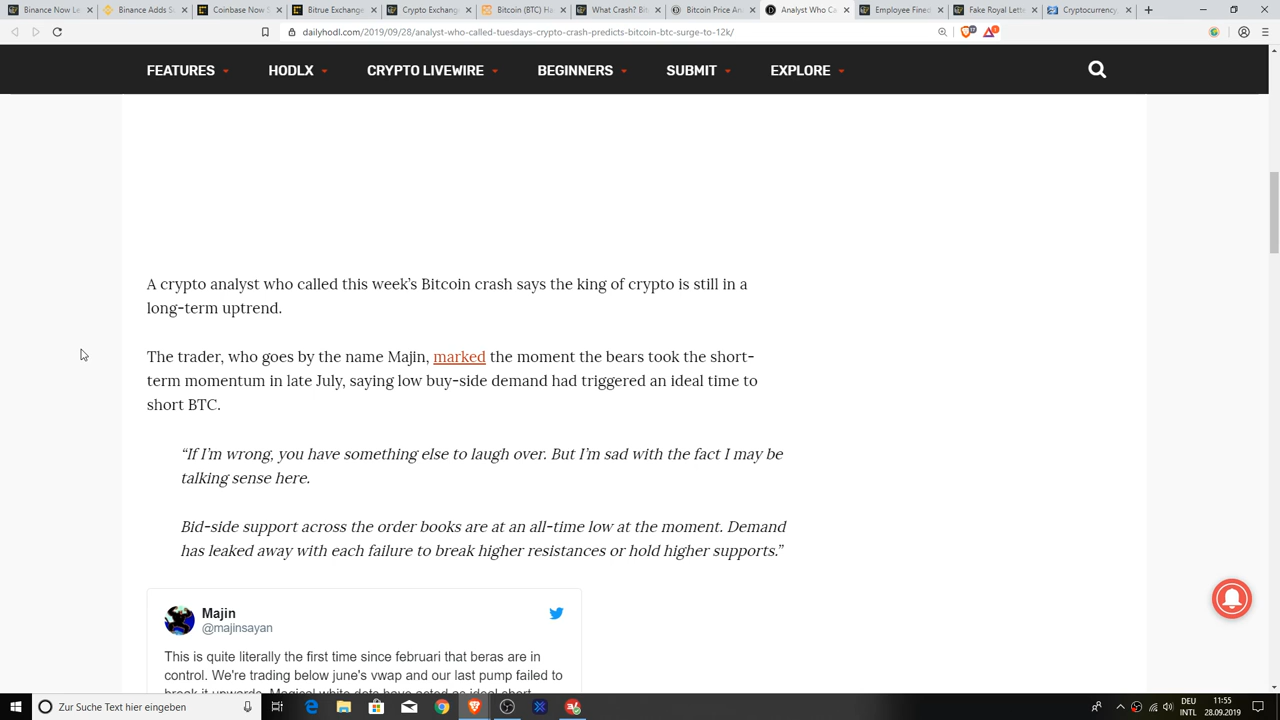 Binance Now Le
Binance Adds S
Coinbase Now S
Bitrue Exchange
Crypto Exchang
Bitcoin (BTC) Ha
What Crash? Bit
Bitcoin Price An
Analyst Who Ca
Employee Fired
Fake Royal Lette
Cryptocurrency
dailyhodl.com/2019/09/28/analyst-who-called-tuesdays-crypto-crash-predicts-bitcoin-btc-surge-to-12k/
FEATURES HODLX CRYPTO LIVEWIRE BEGINNERS SUBMIT EXPLORE
A crypto analyst who called this week’s Bitcoin crash says the king of crypto is still in a
long-term uptrend.
The trader, who goes by the name Majin, marked the moment the bears took the short-
term momentum in late July, saying low buy-side demand had triggered an ideal time to
short BTC.
“If I’m wrong, you have something else to laugh over. But I’m sad with the fact I may be
talking sense here.
Bid-side support across the order books are at an all-time low at the moment. Demand
has leaked away with each failure to break higher resistances or hold higher supports.”
Majin
@majinsayan
This is quite literally the first time since februari that beras are in
control. We're trading below june's vwap and our last pump failed to
break it upwards. Magical white dots have acted as ideal short
Zur Suche Text hier eingeben
DEU
INTL
11:55
28.09.2019